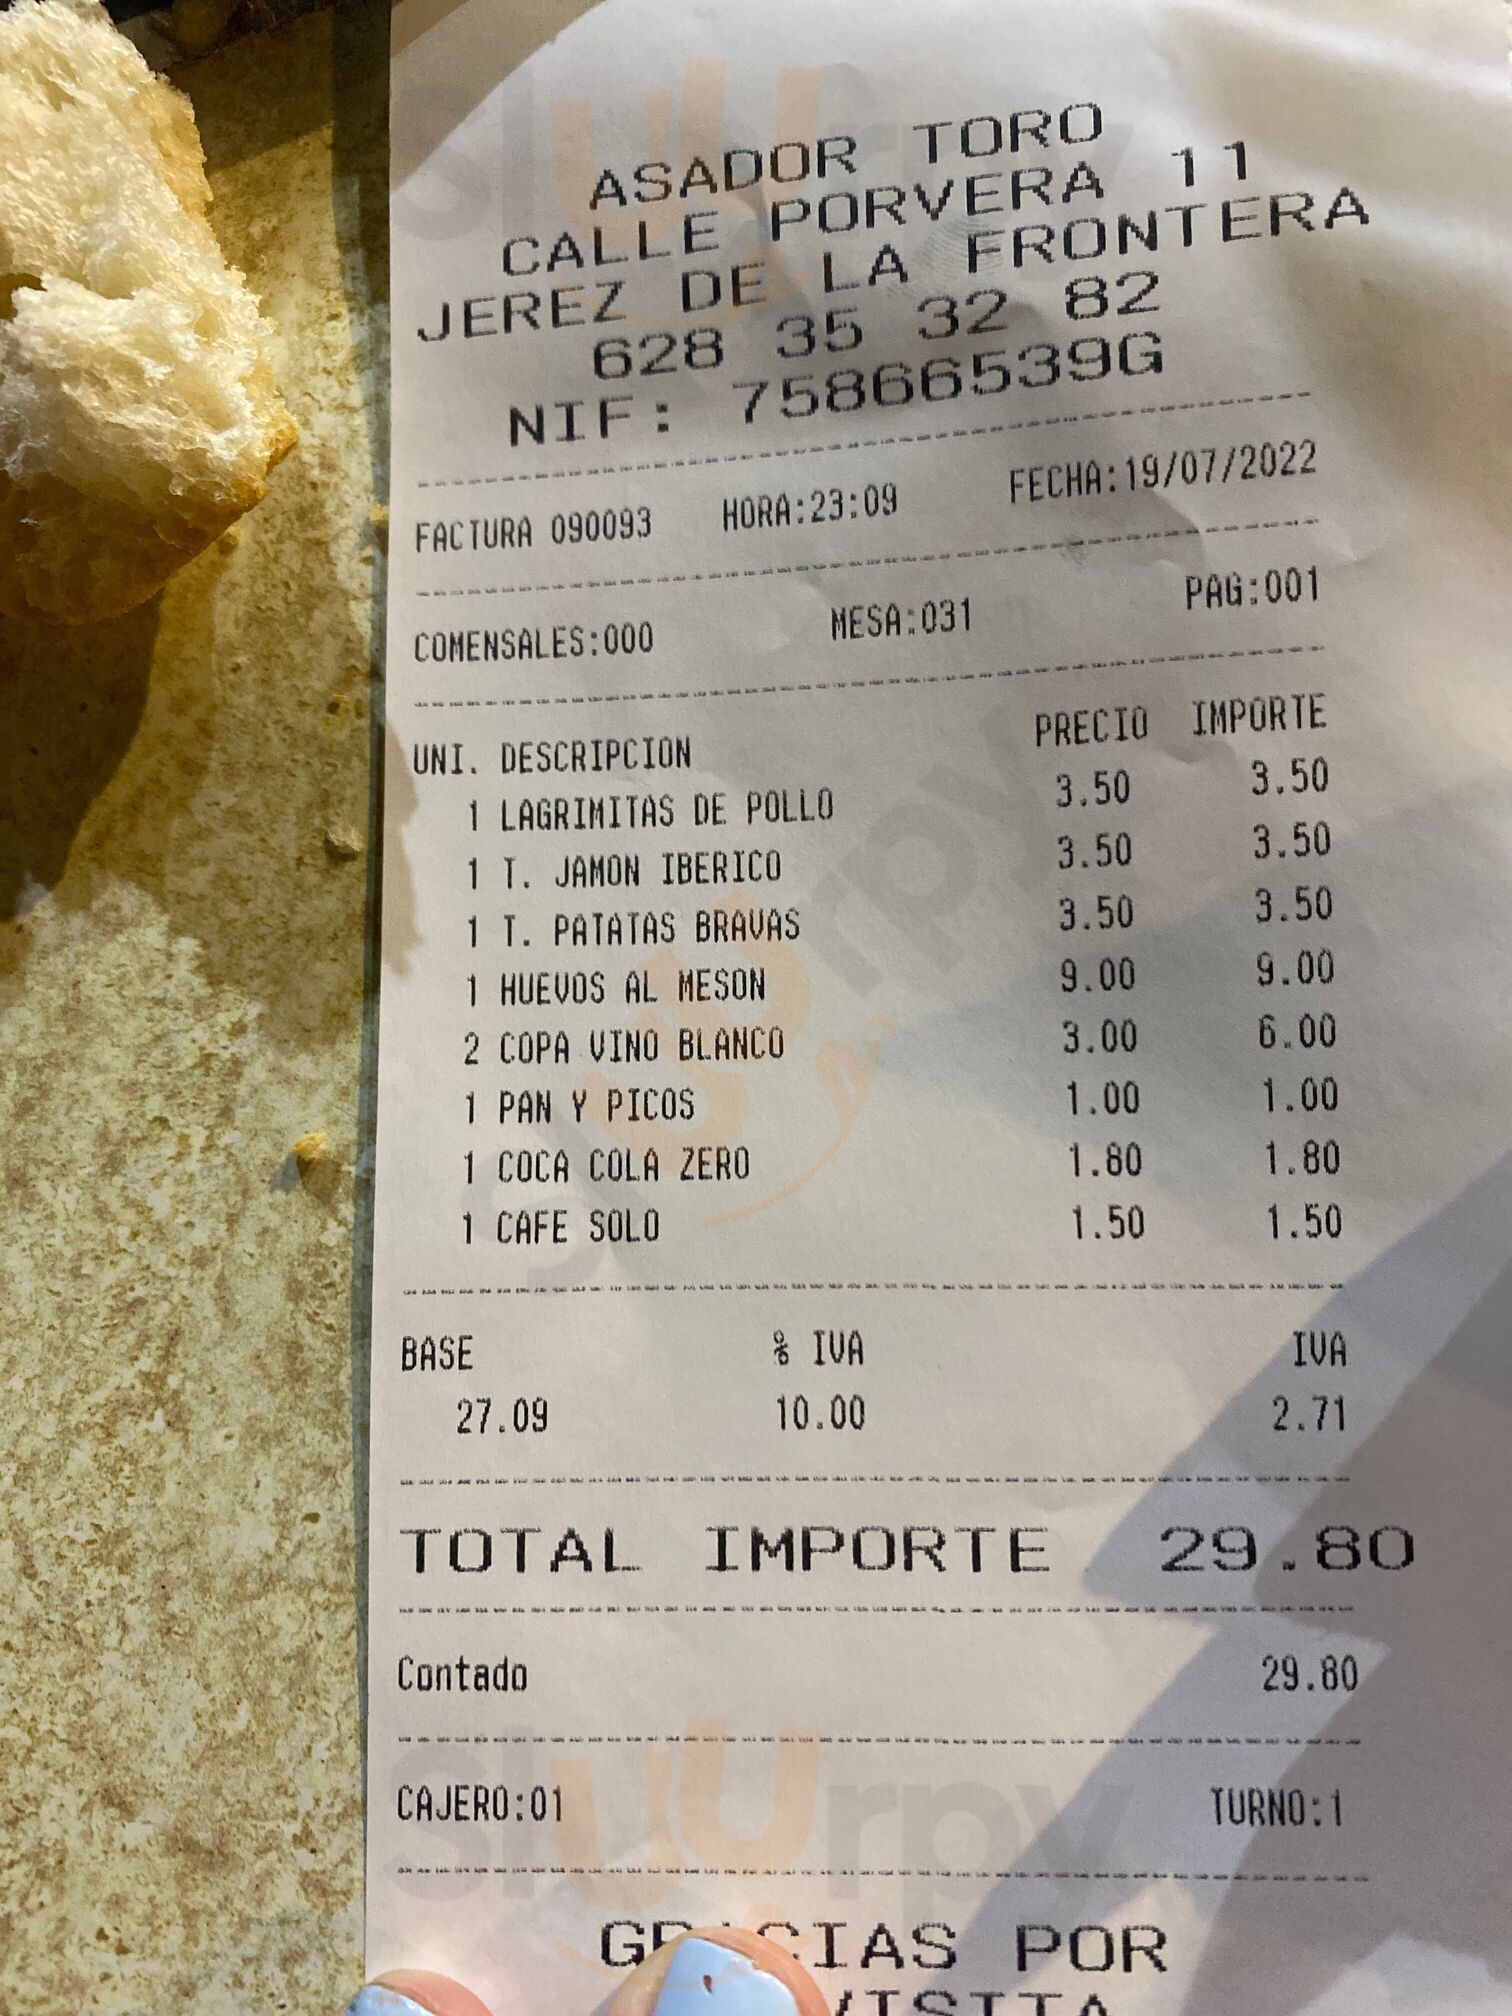 ASADOR TORO
CALLE PORVERA 11
JEREZ DE LA FRONTERA
628 35 32 82
NIF: 75866539G
FACTURA 090093 HORA:23:09 FECHA:19/07/2022
COMENSALES:000 MESA:031 PAG:001
UNI. DESCRIPCION PRECIO IMPORTE
1 LAGRIMITAS DE POLLO 3.50 3.50
1 T. JAMON IBERICO 3.50 3.50
1 T. PATATAS BRAVAS 3.50 3.50
1 HUEVOS AL MESON 9.00 9.00
2 COPA VINO BLANCO 3.00 6.00
1 PAN Y PICOS 1.00 1.00
1 COCA COLA ZERO 1.80 1.80
1 CAFE SOLO 1.50 1.50
BASE % IVA IVA
27.09 10.00 2.71
TOTAL IMPORTE 29.80
Contado 29.80
CAJERO:01 TURNO:1
GRACIAS POR
VISITA
sluurpy
sluurpy
sluurpy